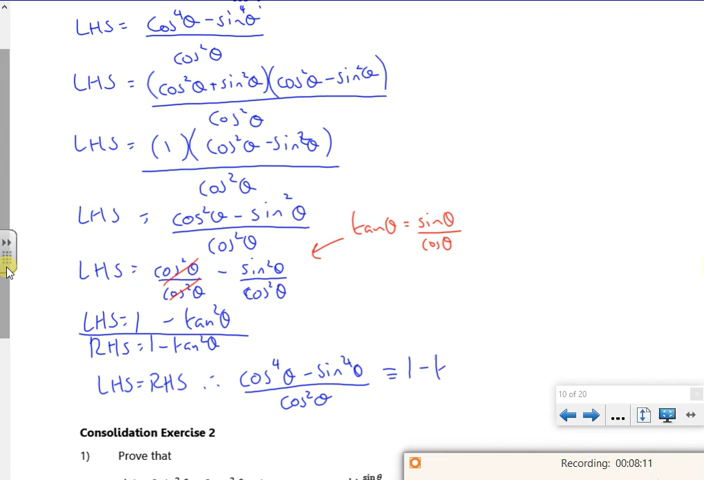 LHS = cos⁴θ - sin⁴θ / cos²θ
LHS = (cos²θ + sin²θ)(cos²θ - sin²θ) / cos²θ
LHS = (1)(cos²θ - sin²θ) / cos²θ
LHS = cos²θ - sin²θ / cos²θ
tanθ = sinθ / cosθ
LHS = cos²θ / cos²θ - sin²θ / cos²θ
LHS = 1 - tan²θ
RHS = 1 - tan²θ
LHS = RHS ∴ cos⁴θ - sin⁴θ / cos²θ ≡ 1 - t
10 of 20
...
Consolidation Exercise 2
1) Prove that
sin θ
Recording: 00:08:11